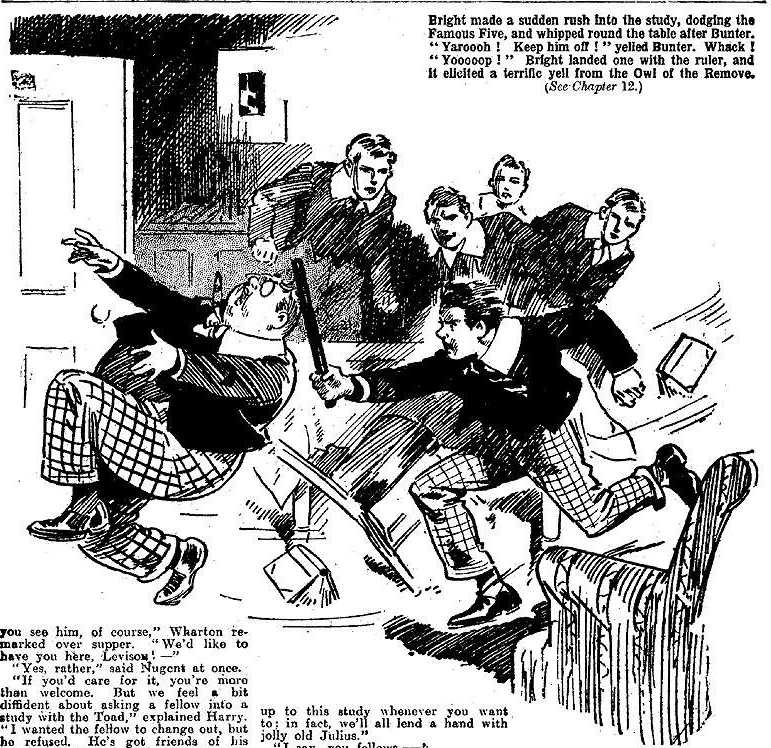 Bright made a sudden rush into the study, dodging the
Famous Five, and whipped round the table after Bunter.
"Yaroooh! Keep him off!" yelled Bunter. Whack!
"Yooooop!" Bright landed one with the ruler, and
it elicited a terrific yell from the Owl of the Remove.
(See Chapter 12.)
you see him, of course," Wharton re-
marked over supper. "We'd like to
have you here, Levison!—"
"Yes, rather," said Nugent at once.
"If you'd care for it, you're more
than welcome. But we feel a bit
diffident about asking a fellow into a
study with the Toad," explained Harry.
"I wanted the fellow to change out, but
he refused. He's got friends of his
up to this study whenever you want
to; in fact, we'll all lend a hand with
jolly old Julius."
"I say, you fellows—"